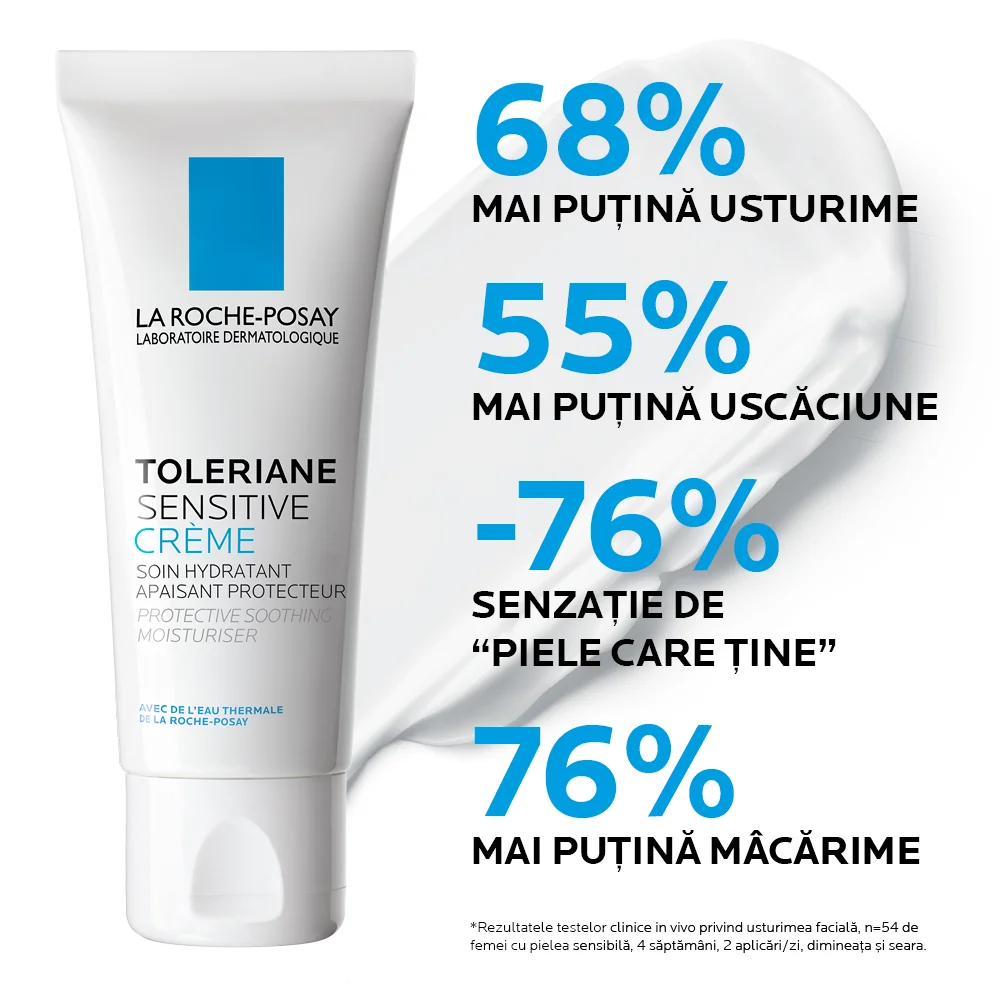 LA ROCHE-POSAY
LABORATOIRE DERMATOLOGIQUE
TOLERIANE
SENSITIVE
CRÈME
SOIN HYDRATANT
APAISANT PROTECTEUR
PROTECTIVE SOOTHING
MOISTURISER
AVEC DE L'EAU THERMALE
DE LA ROCHE-POSAY
68%
MAI PUȚINĂ USTURIME
55%
MAI PUȚINĂ USCĂCIUNE
-76%
SENZAȚIE DE
“PIELE CARE ȚINE”
76%
MAI PUȚINĂ MÂCĂRIME
*Rezultatele testelor clinice in vivo privind usturimea facială, n=54 de
femei cu pielea sensibilă, 4 săptămâni, 2 aplicări/zi, dimineața și seara.